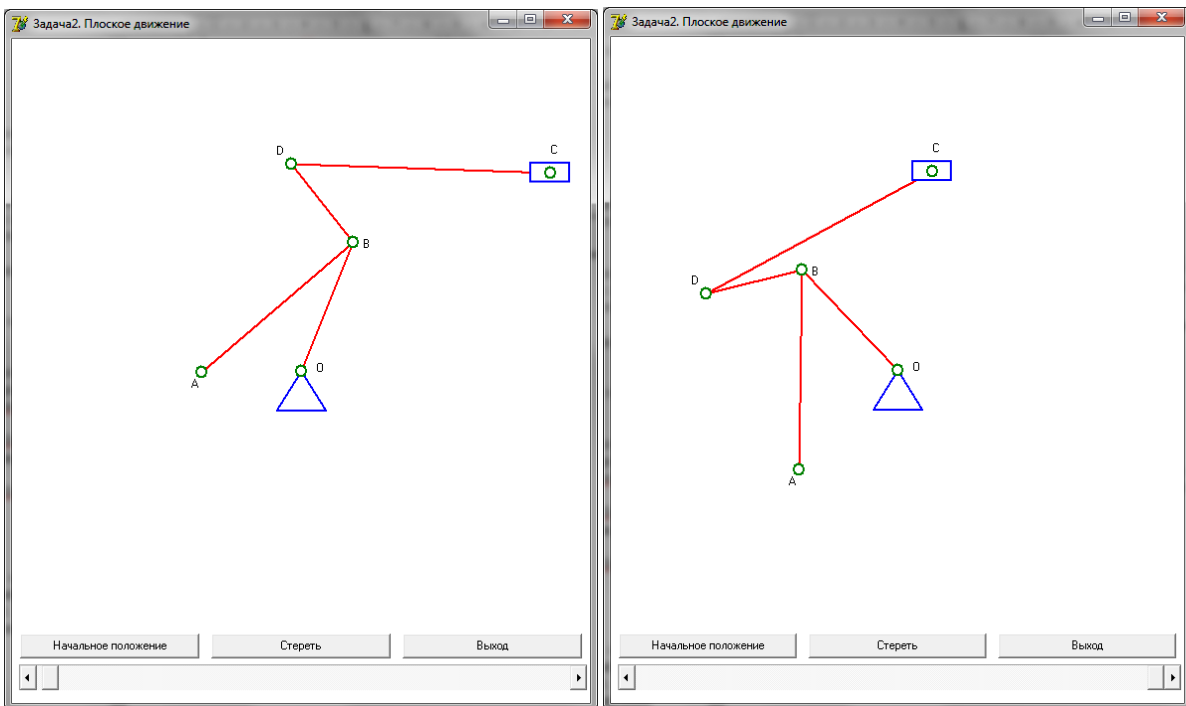 Задача2. Плоское движение
D
C
B
A
O
Начальное положение
Стереть
Выход
Задача2. Плоское движение
C
D
B
O
A
Начальное положение
Стереть
Выход